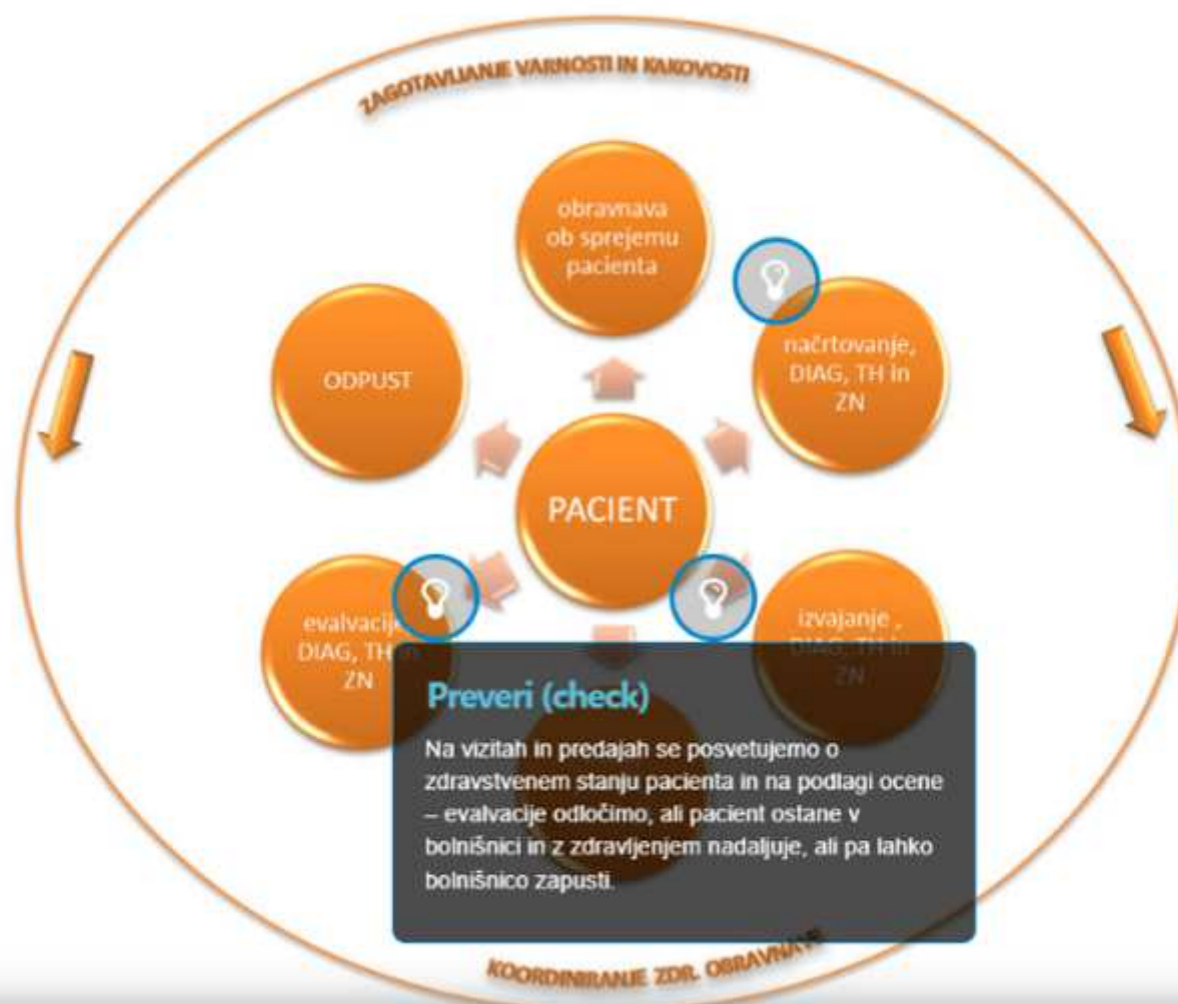 ZAGOTAVLJANJE VARNOSTI IN KAKOVOSTI
obravnava
ob sprejemu
pacienta
načrtovanje,
DIAG, TH in
ZN
ODPUST
PACIENT
izvajanje ,
DIAG, TH in
ZN
evalvacije
DIAG, TH in
ZN
Preveri (check)
Na vizitah in predajah se posvetujemo o
zdravstvenem stanju pacienta in na podlagi ocene
– evalvacije odločimo, ali pacient ostane v
bolnišnici in z zdravljenjem nadaljuje, ali pa lahko
bolnišnico zapusti.
KOORDINIRANJE ZDR. OBRAVNAVE